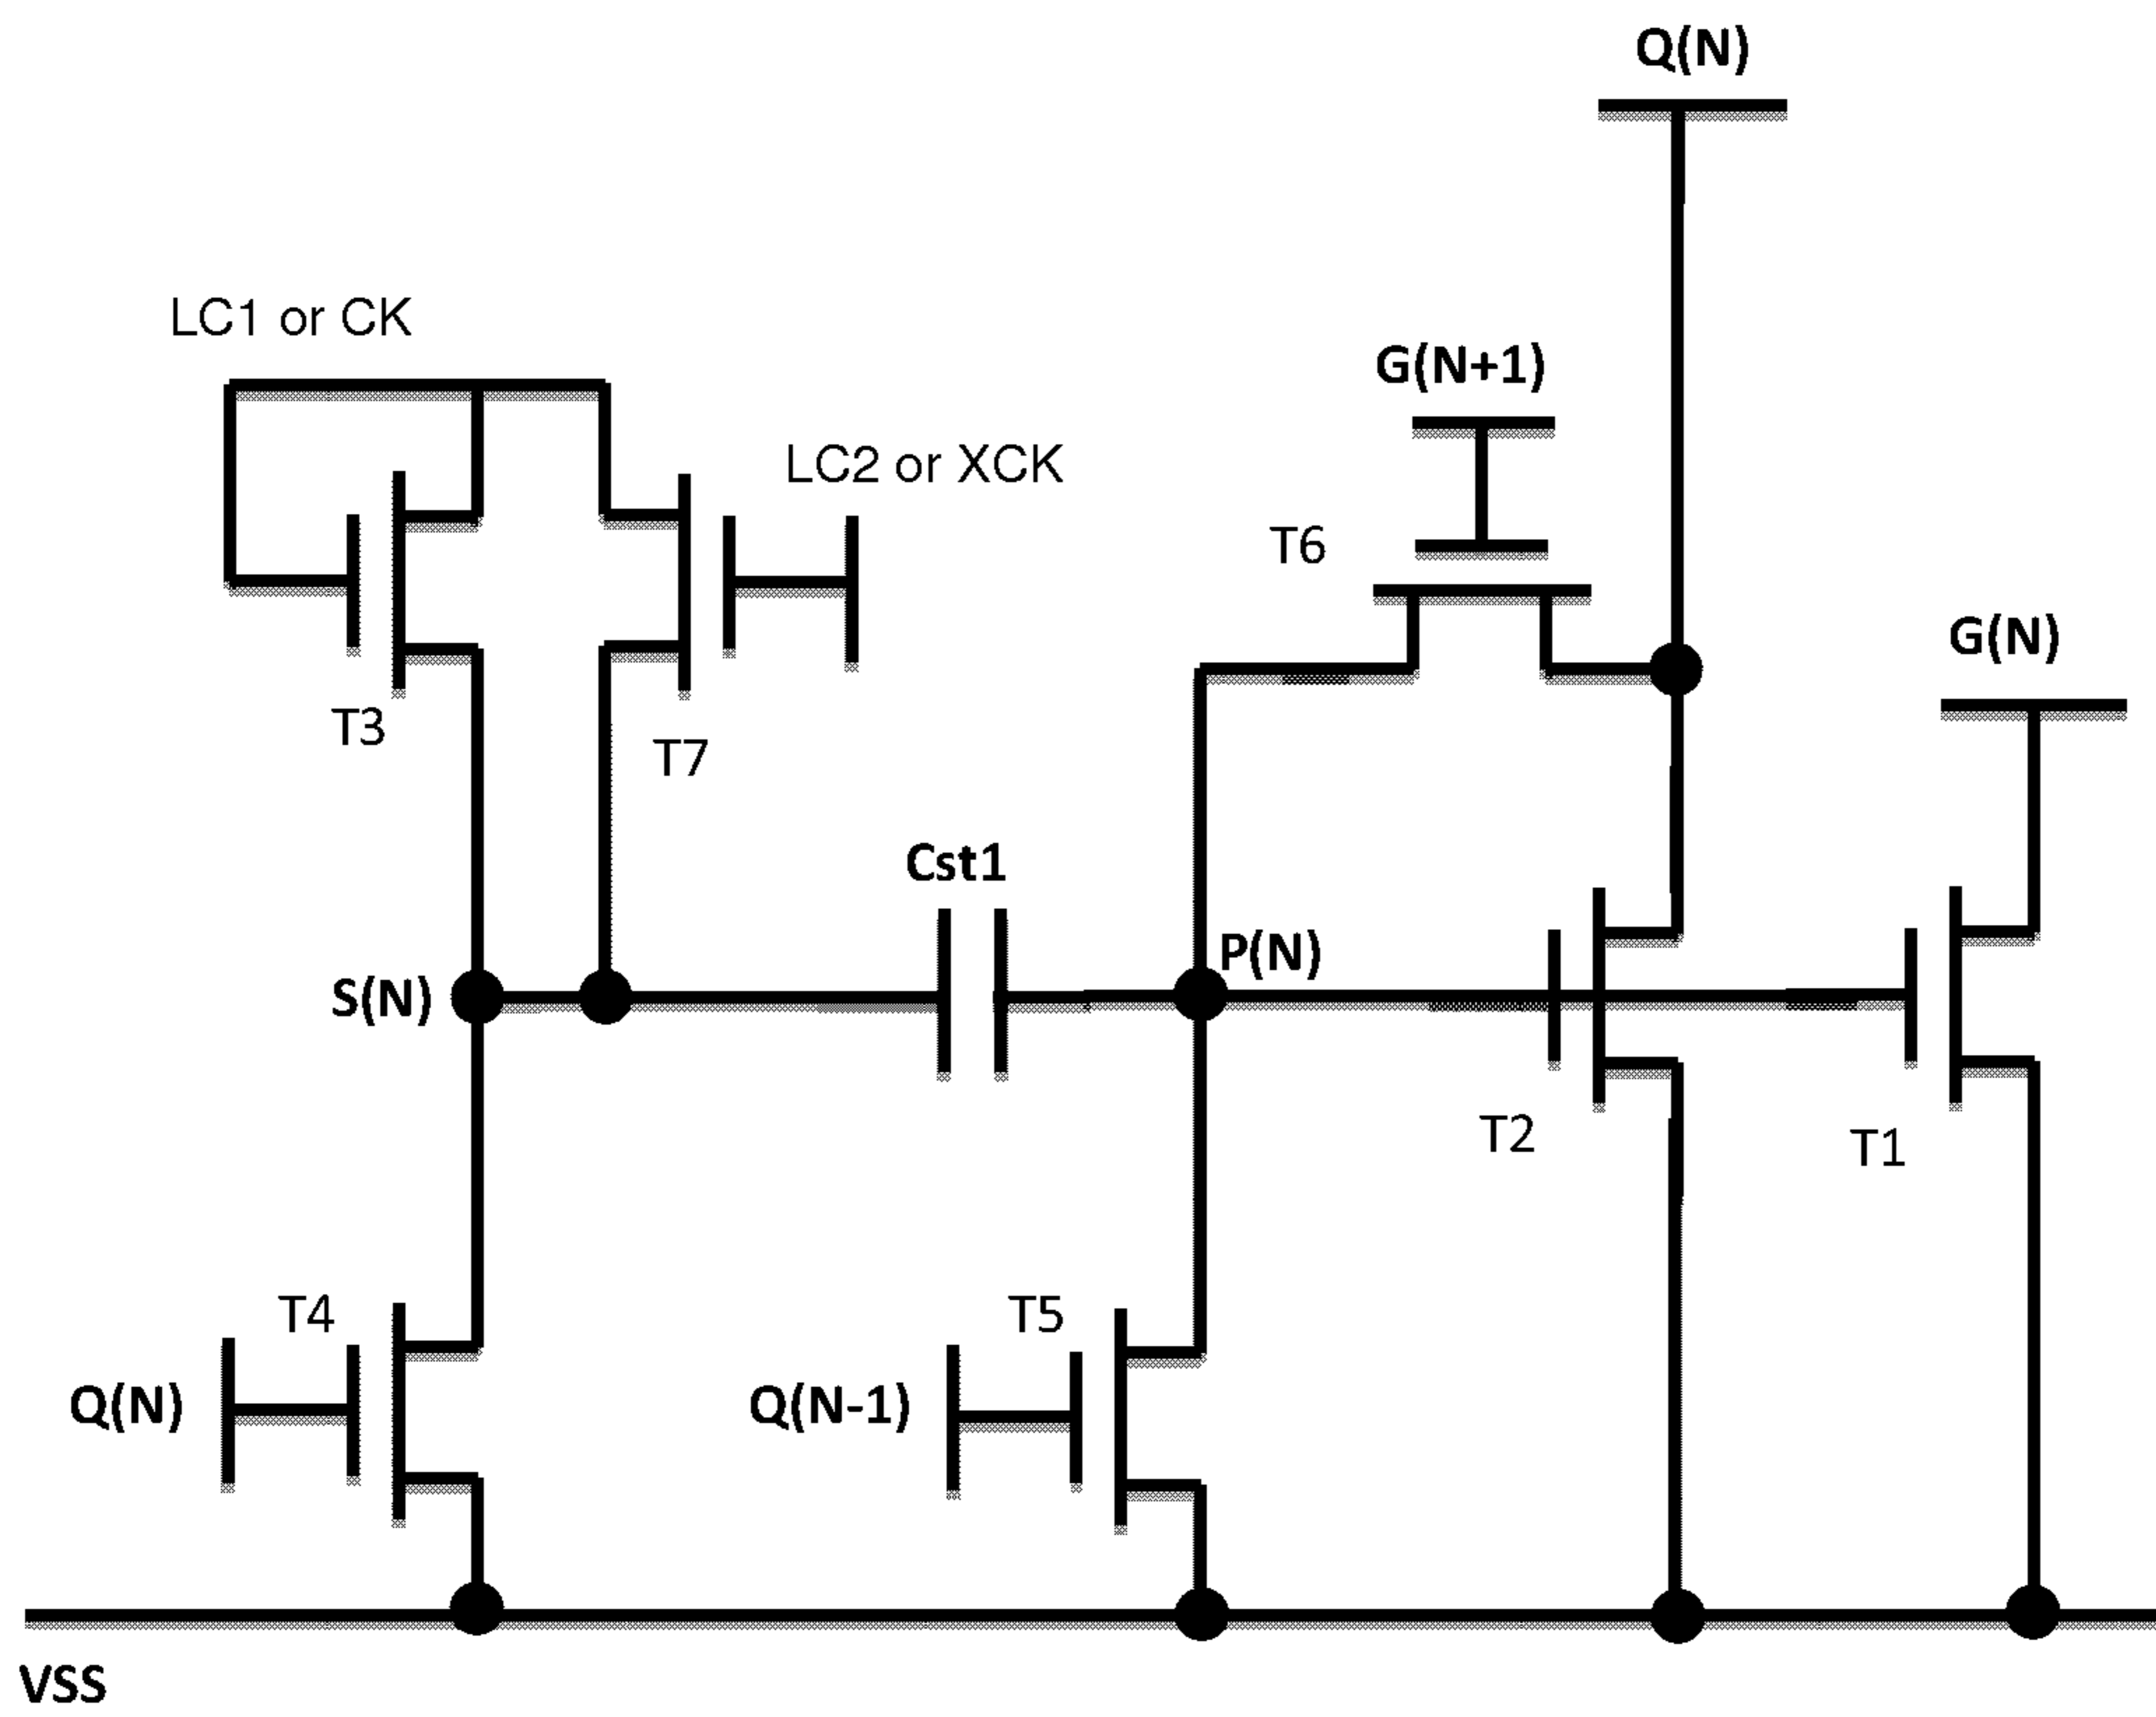 Q(N)
LC1 or CK
G(N+1)
LC2 or XCK
T6
G(N)
T3
T7
Cst1
P(N)
S(N)
T2
T1
T4
T5
Q(N)
Q(N-1)
VSS